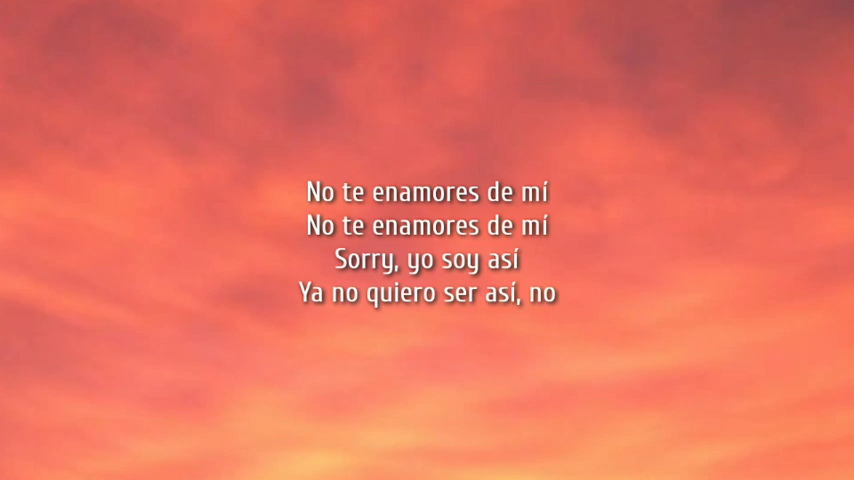 No te enamores de mí
No te enamores de mí
Sorry, yo soy así
Ya no quiero ser así, no